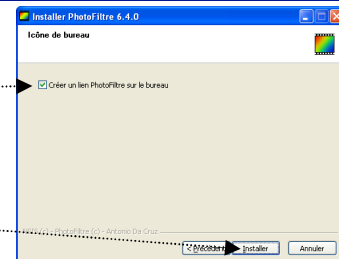 Installer PhotoFiltre 6.4.0
Icône de bureau
Créer un lien PhotoFiltre sur le bureau
PhotoFiltre (c) - Antonio Da Cruz
< Précédent
Installer
Annuler